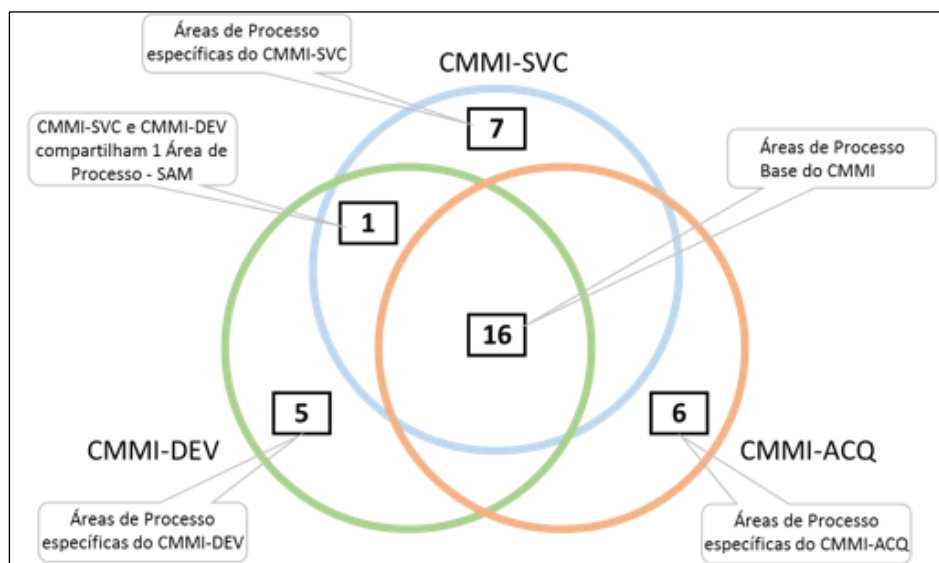 Áreas de Processo
específicas do CMMI-SVC
CMMI-SVC
7
CMMI-SVC e CMMI-DEV
compartilham 1 Área de
Processo - SAM
Áreas de Processo
Base do CMMI
1
16
5
6
CMMI-DEV
CMMI-ACQ
Áreas de Processo
específicas do CMMI-DEV
Áreas de Processo
específicas do CMMI-ACQ